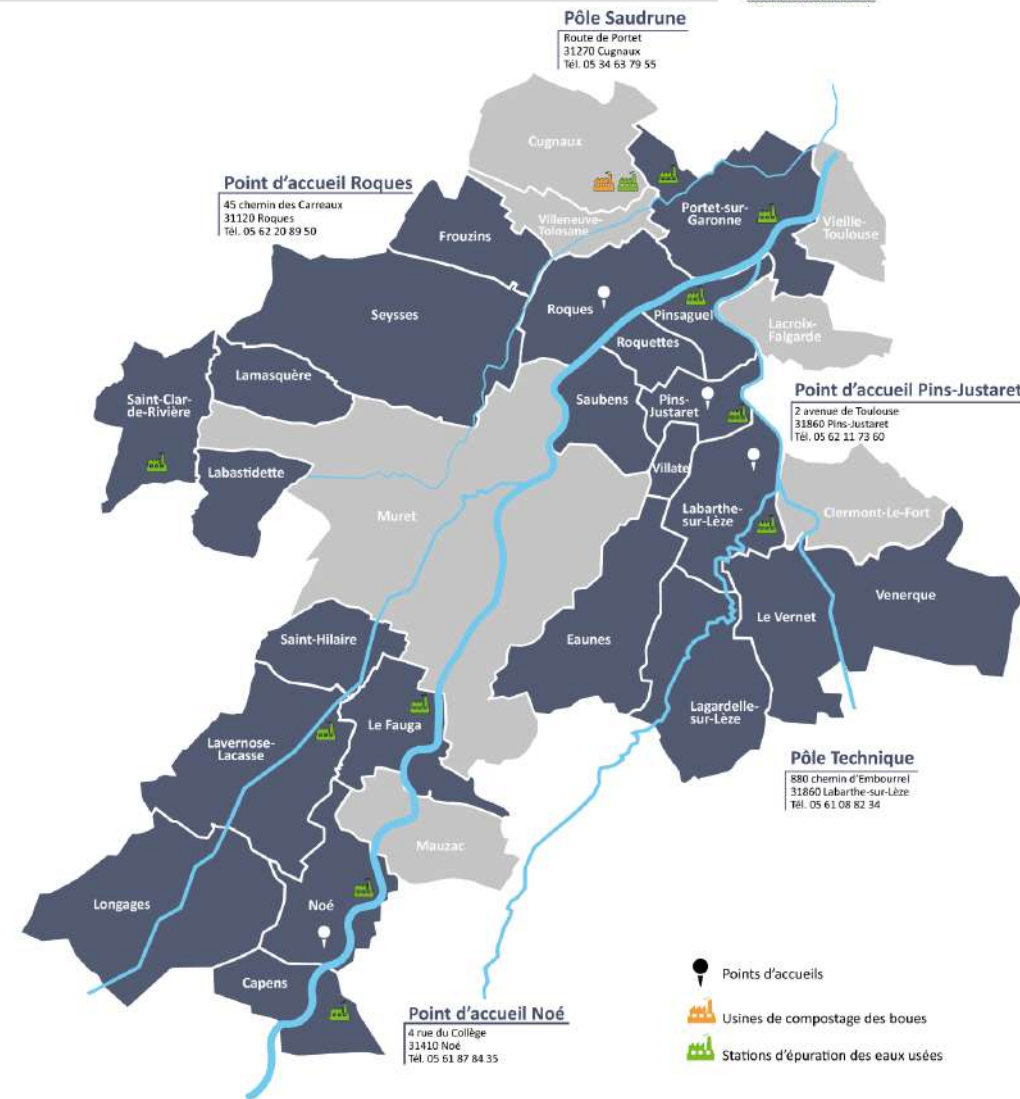 Pôle Saudrune
Route de Portet
31270 Cugnaux
Tél. 05 34 63 79 55
Cugnaux
Point d'accueil Roques
45 chemin des Carreaux
31120 Roques
Tél. 05 62 20 89 50
Villeneuve-
Tolosane
Portet-sur-
Garonne
Vieille-
Toulouse
Frouzins
Seysses
Roques
Pinsaguel
Lacroix-
Falgarde
Roquettes
Lamasquère
Saint-Clar-
de-Rivière
Saubens
Pins-
Justaret
Point d'accueil Pins-Justaret
2 avenue de Toulouse
31860 Pins-Justaret
Tél. 05 62 11 73 60
Labastidette
Villate
Muret
Labarthe-
sur-Lèze
Clermont-Le-Fort
Venerque
Le Vernet
Saint-Hilaire
Eaunes
Lagardelle-
sur-Lèze
Le Fauga
Lavernose-
Lacasse
Pôle Technique
880 chemin d'Embourrel
31860 Labarthe-sur-Lèze
Tél. 05 61 08 82 34
Mauzac
Longages
Noé
Capens
Point d'accueil Noé
4 rue du Collège
31410 Noé
Tél. 05 61 87 84 35
Points d'accueils
Usines de compostage des boues
Stations d'épuration des eaux usées